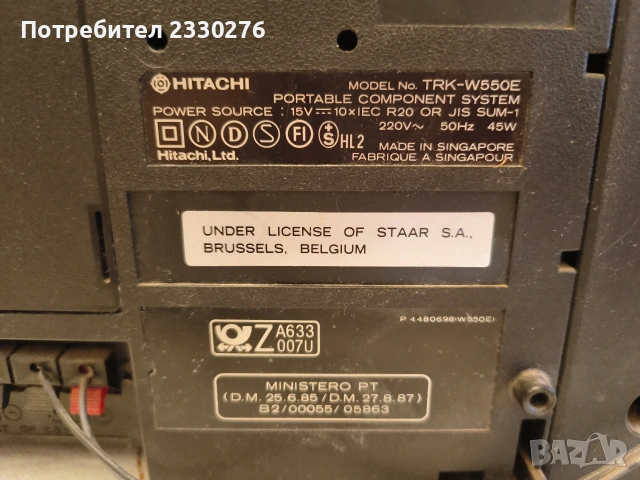 Потребител 2330276
HITACHI
MODEL No. TRK-W550E
PORTABLE COMPONENT SYSTEM
POWER SOURCE : 15V⎓10×IEC R20 OR JIS SUM-1
220V～ 50Hz 45W
N D S FI +S HL2
Hitachi, Ltd.
MADE IN SINGAPORE
FABRIQUE A SINGAPOUR
UNDER LICENSE OF STAAR S.A.,
BRUSSELS, BELGIUM
P 4480698(W550E)
Z A633
007U
MINISTERO PT
(D.M. 25.6.85/D.M. 27.8.87)
B2/00055/05863
BAZAR